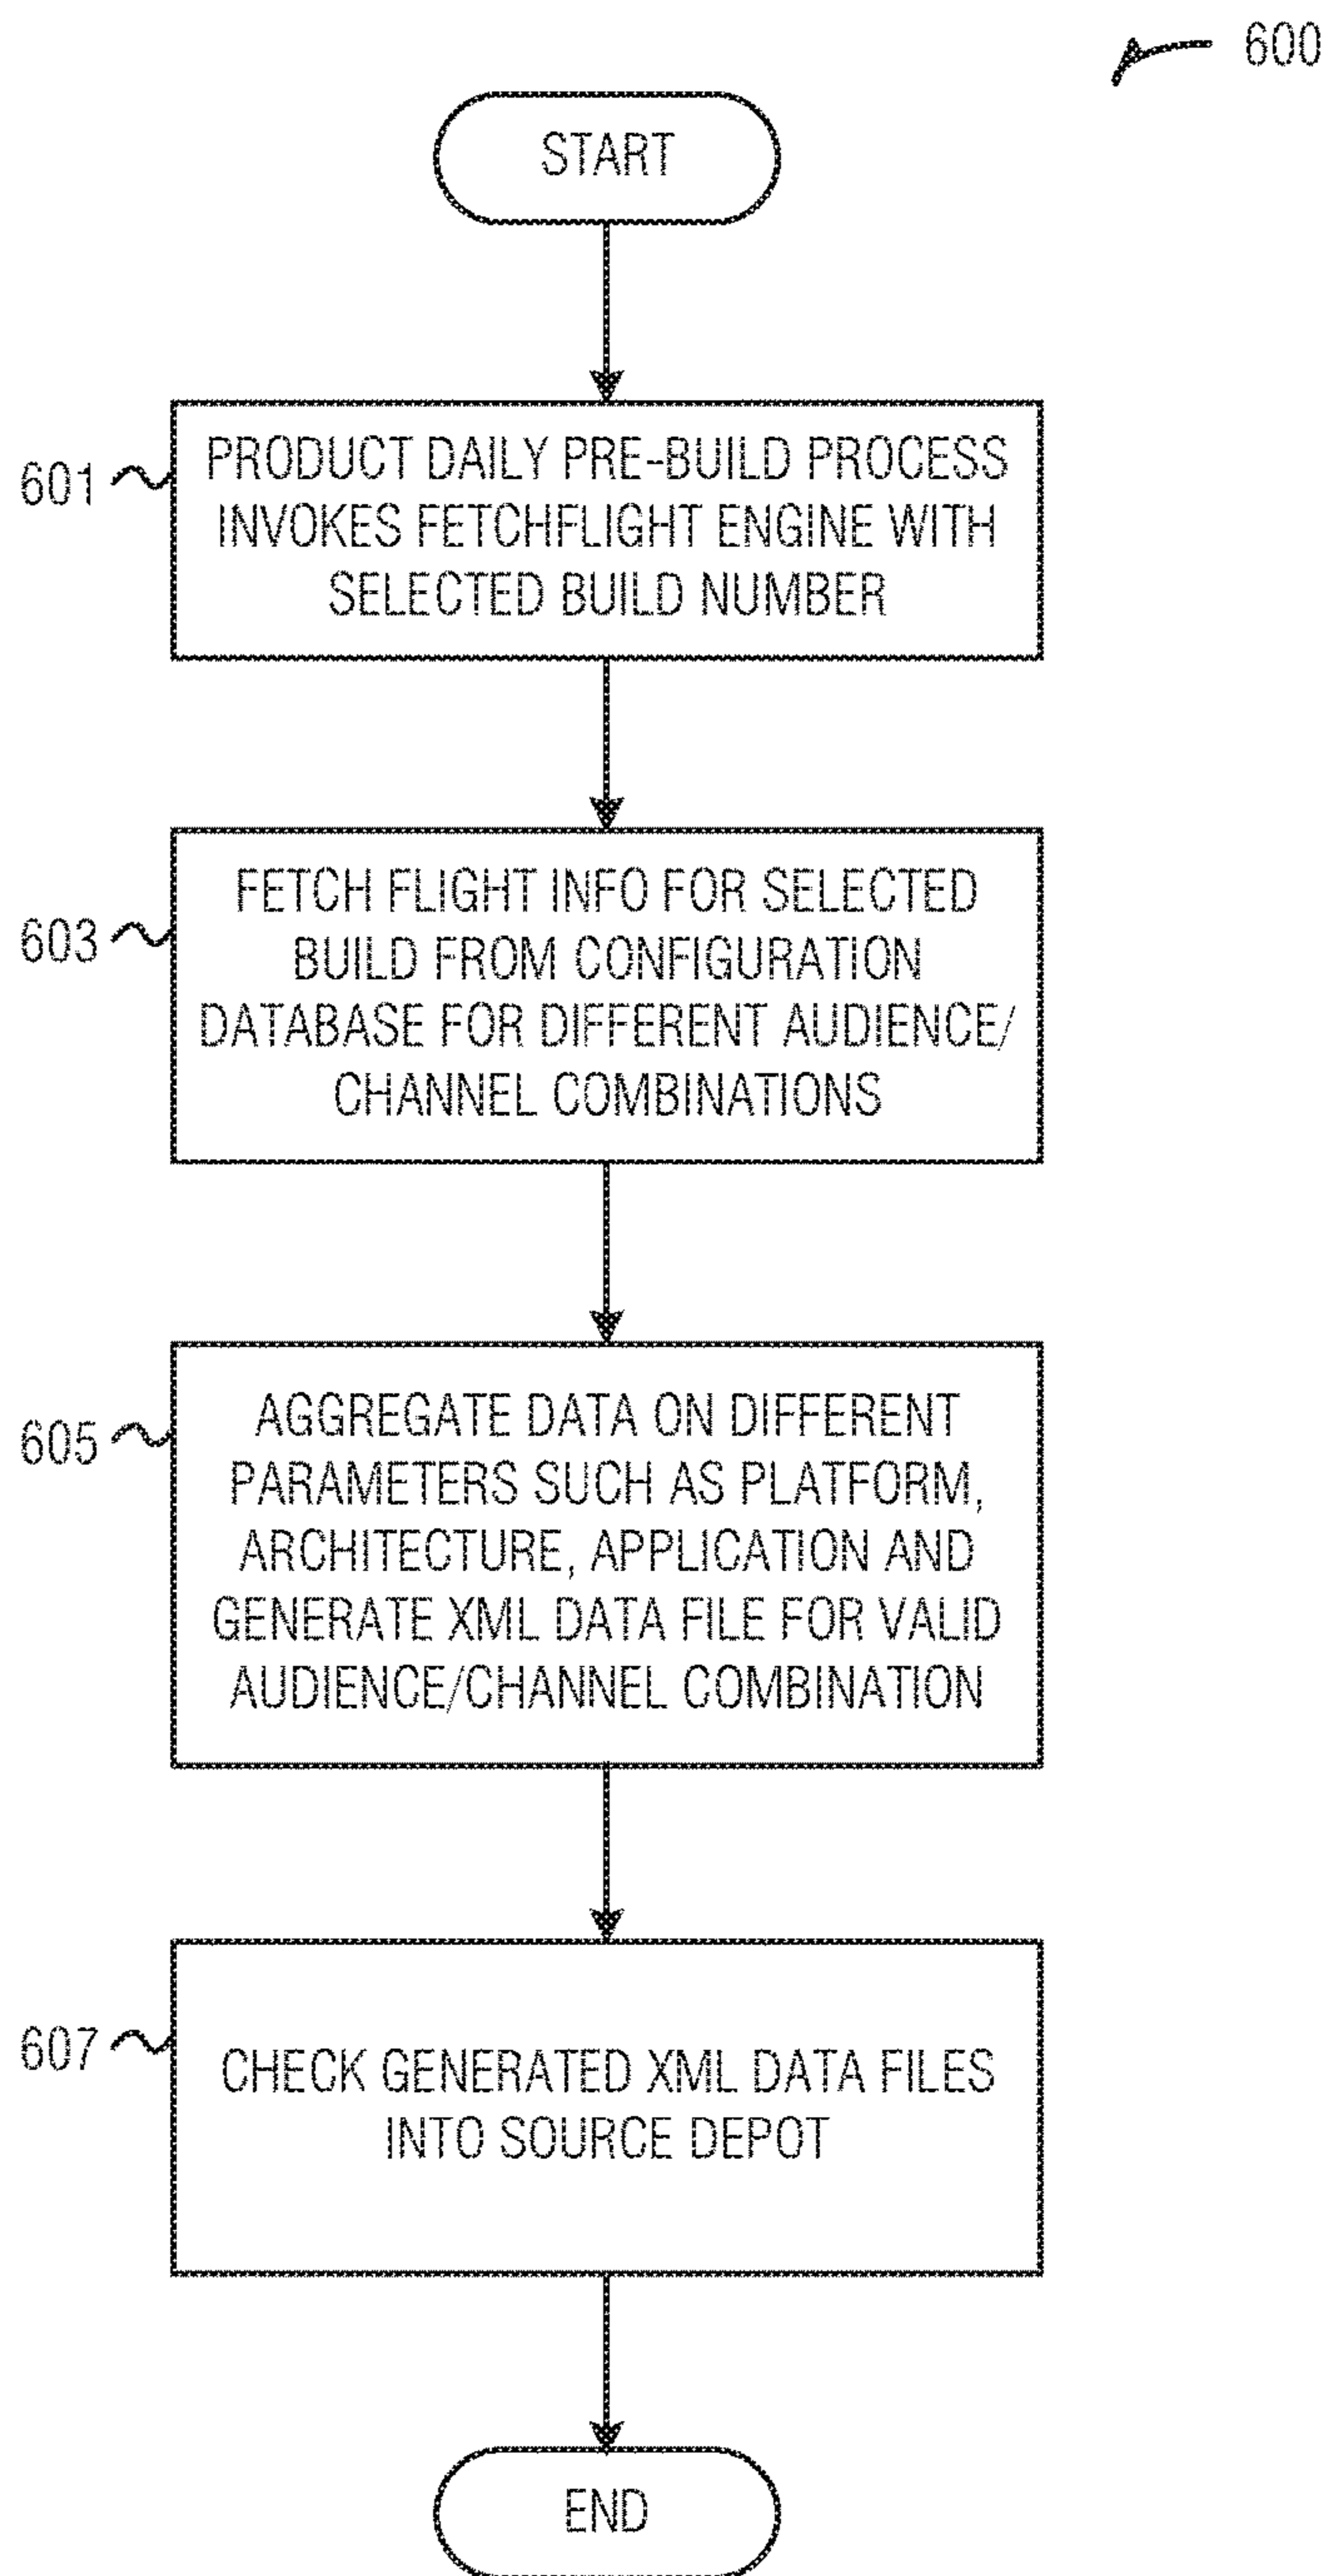 600
START
601
PRODUCT DAILY PRE-BUILD PROCESS
INVOKES FETCHFLIGHT ENGINE WITH
SELECTED BUILD NUMBER
603
FETCH FLIGHT INFO FOR SELECTED
BUILD FROM CONFIGURATION
DATABASE FOR DIFFERENT AUDIENCE/
CHANNEL COMBINATIONS
605
AGGREGATE DATA ON DIFFERENT
PARAMETERS SUCH AS PLATFORM,
ARCHITECTURE, APPLICATION AND
GENERATE XML DATA FILE FOR VALID
AUDIENCE/CHANNEL COMBINATION
607
CHECK GENERATED XML DATA FILES
INTO SOURCE DEPOT
END